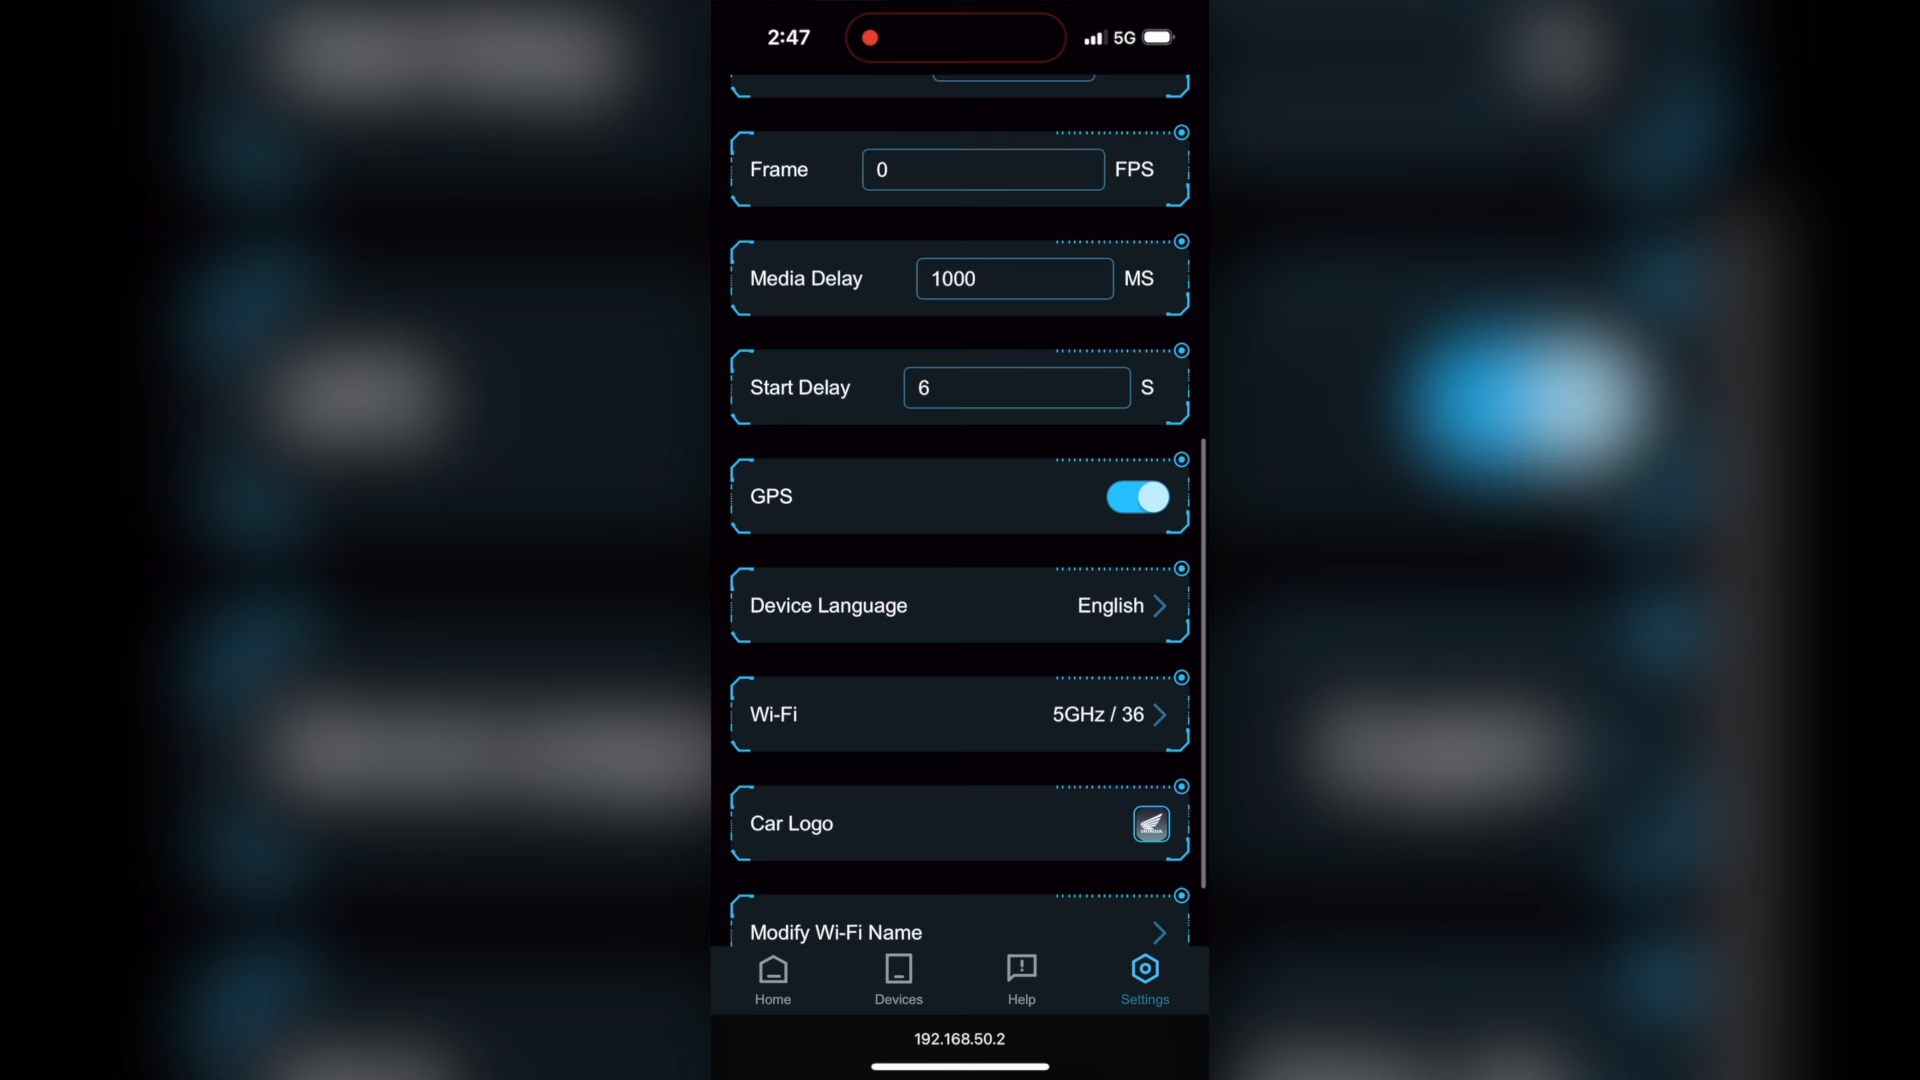 2:47
5G
Frame 0 FPS
Media Delay 1000 MS
Start Delay 6 S
GPS
Device Language English
Wi-Fi 5GHz / 36
Car Logo HONDA
Modify Wi-Fi Name
Home Devices Help Settings
192.168.50.2